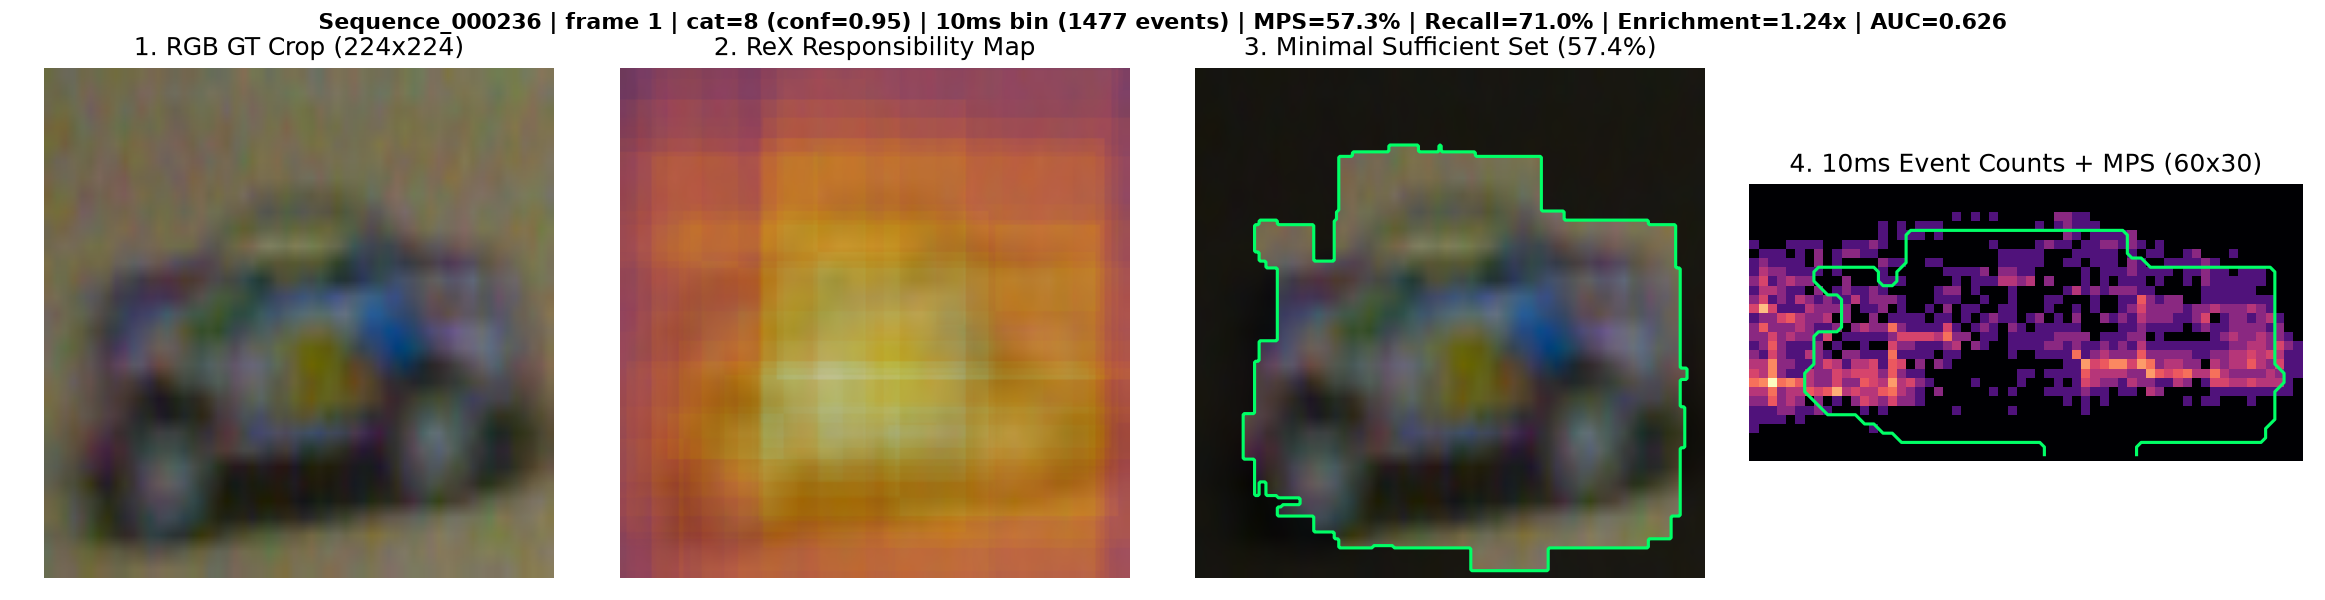 Sequence_000236 | frame 1 | cat=8 (conf=0.95) | 10ms bin (1477 events) | MPS=57.3% | Recall=71.0% | Enrichment=1.24x | AUC=0.626
1. RGB GT Crop (224x224)
2. ReX Responsibility Map
3. Minimal Sufficient Set (57.4%)
4. 10ms Event Counts + MPS (60x30)